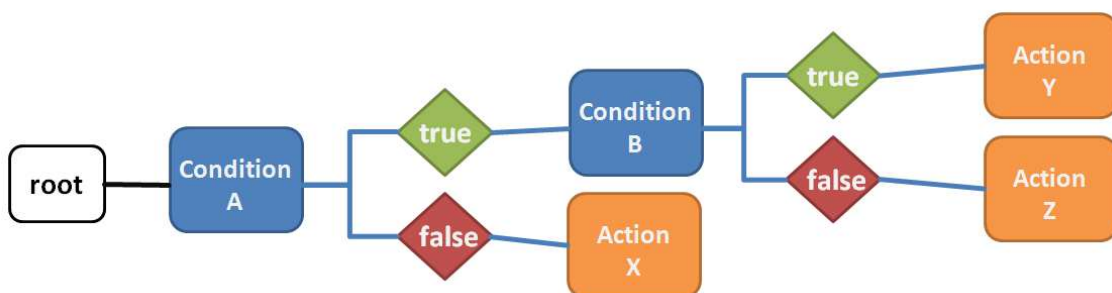 root
Condition
A
true
false
Condition
B
Action
X
true
false
Action
Y
Action
Z